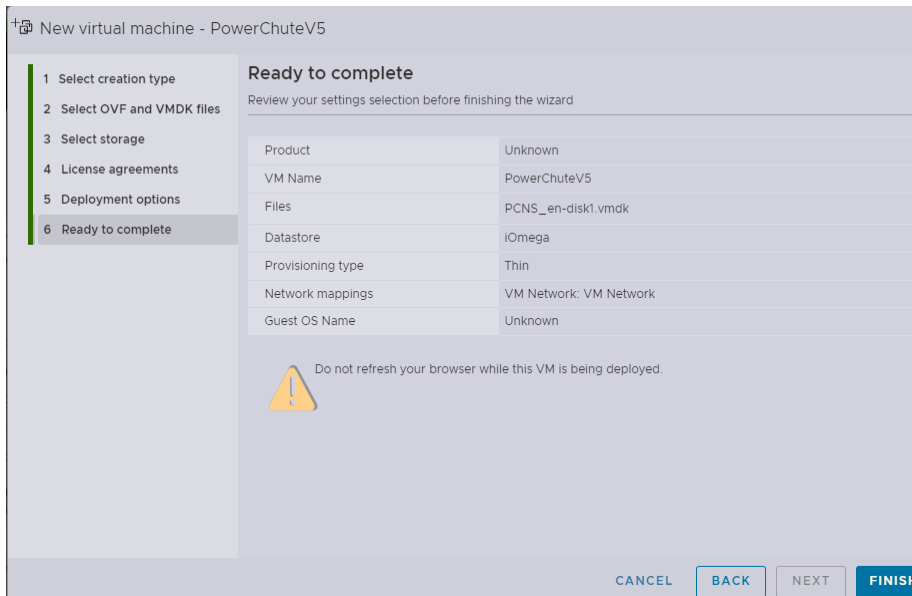 New virtual machine - PowerChuteV5
1 Select creation type
2 Select OVF and VMDK files
3 Select storage
4 License agreements
5 Deployment options
6 Ready to complete
Ready to complete
Review your settings selection before finishing the wizard
Product Unknown
VM Name PowerChuteV5
Files PCNS_en-disk1.vmdk
Datastore iOmega
Provisioning type Thin
Network mappings VM Network: VM Network
Guest OS Name Unknown
Do not refresh your browser while this VM is being deployed.
CANCEL BACK NEXT FINISH